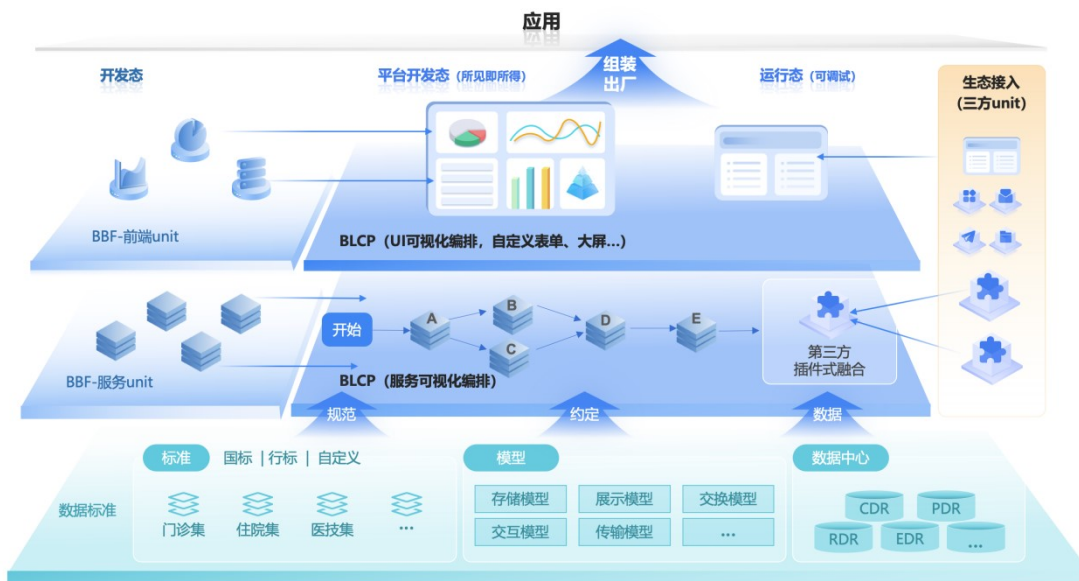 应用
开发态
平台开发态（所见即所得）
组装
出厂
运行态（可调试）
生态接入
（三方unit）
BBF-前端unit
BLCP（UI可视化编排，自定义表单、大屏...）
BBF-服务unit
开始
A
B
C
D
E
第三方
插件式融合
BLCP（服务可视化编排）
规范
约定
数据
数据标准
标准
国标 | 行标 | 自定义
门诊集
住院集
医技集
...
模型
存储模型
展示模型
交换模型
交互模型
传输模型
...
数据中心
CDR
PDR
RDR
EDR
...